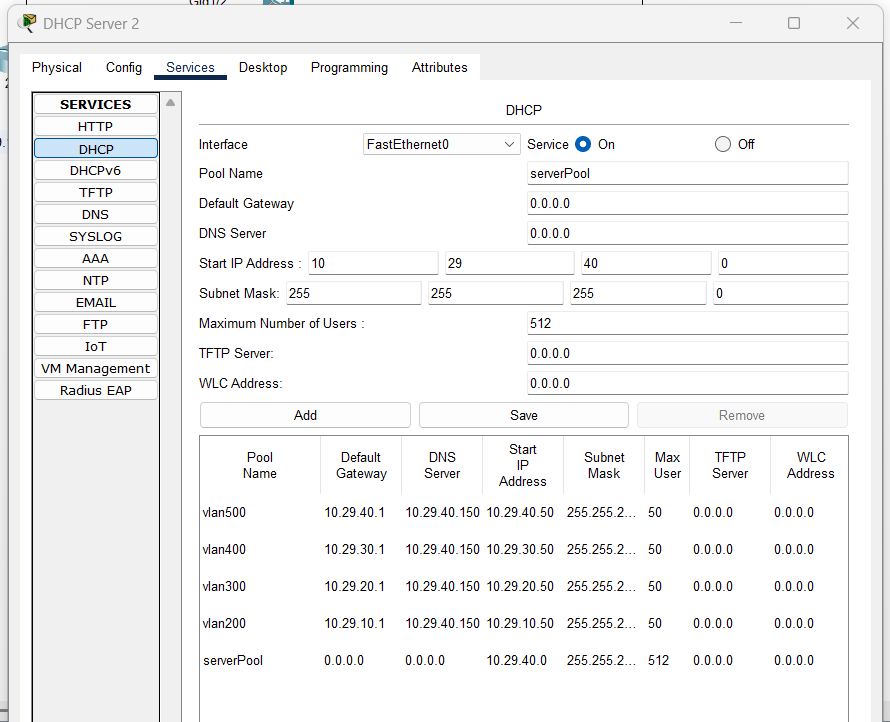 Gig1/2
DHCP Server 2
Physical Config Services Desktop Programming Attributes
SERVICES
HTTP
DHCP
DHCPv6
TFTP
DNS
SYSLOG
AAA
NTP
EMAIL
FTP
IoT
VM Management
Radius EAP
DHCP
Interface FastEthernet0 Service On Off
Pool Name serverPool
Default Gateway 0.0.0.0
DNS Server 0.0.0.0
Start IP Address : 10 29 40 0
Subnet Mask: 255 255 255 0
Maximum Number of Users : 512
TFTP Server: 0.0.0.0
WLC Address: 0.0.0.0
Add Save Remove
Pool Name Default Gateway DNS Server Start IP Address Subnet Mask Max User TFTP Server WLC Address
vlan500 10.29.40.1 10.29.40.150 10.29.40.50 255.255.2... 50 0.0.0.0 0.0.0.0
vlan400 10.29.30.1 10.29.40.150 10.29.30.50 255.255.2... 50 0.0.0.0 0.0.0.0
vlan300 10.29.20.1 10.29.40.150 10.29.20.50 255.255.2... 50 0.0.0.0 0.0.0.0
vlan200 10.29.10.1 10.29.40.150 10.29.10.50 255.255.2... 50 0.0.0.0 0.0.0.0
serverPool 0.0.0.0 0.0.0.0 10.29.40.0 255.255.2... 512 0.0.0.0 0.0.0.0